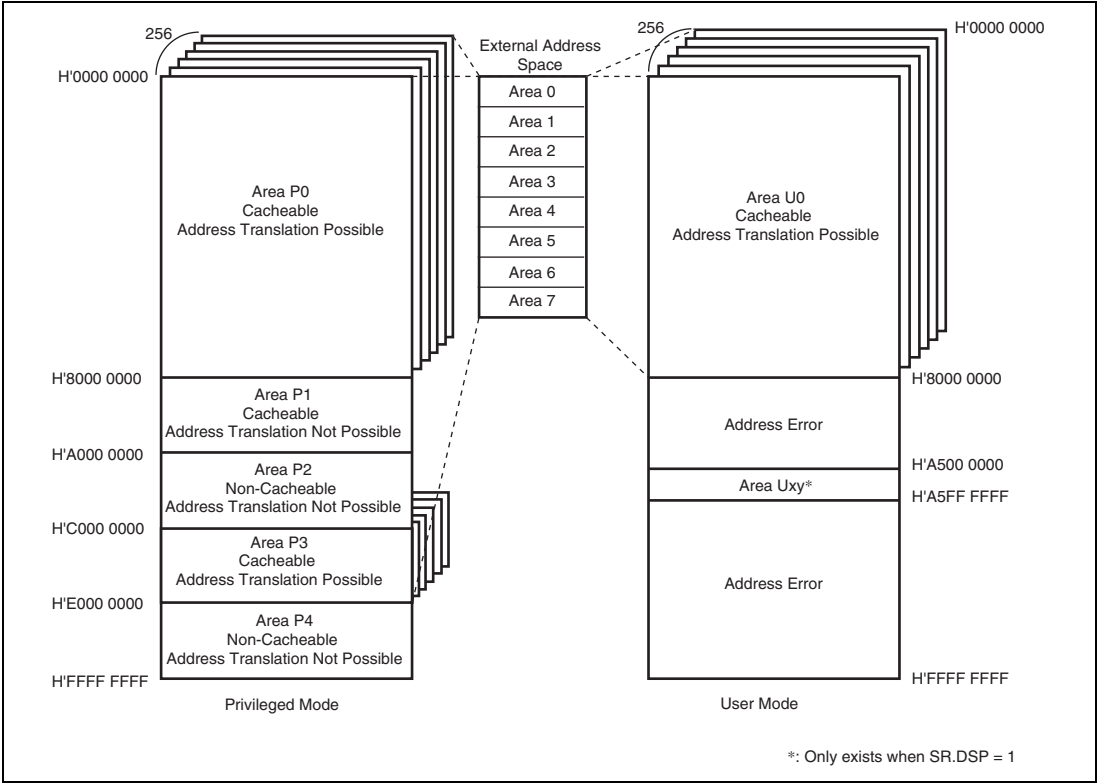 256
H'0000 0000
Area P0
Cacheable
Address Translation Possible
H'8000 0000
Area P1
Cacheable
Address Translation Not Possible
H'A000 0000
Area P2
Non-Cacheable
Address Translation Not Possible
H'C000 0000
Area P3
Cacheable
Address Translation Possible
H'E000 0000
Area P4
Non-Cacheable
Address Translation Not Possible
H'FFFF FFFF
Privileged Mode
External Address
Space
Area 0
Area 1
Area 2
Area 3
Area 4
Area 5
Area 6
Area 7
256
H'0000 0000
Area U0
Cacheable
Address Translation Possible
H'8000 0000
Address Error
H'A500 0000
Area Uxy*
H'A5FF FFFF
Address Error
H'FFFF FFFF
User Mode
*: Only exists when SR.DSP = 1